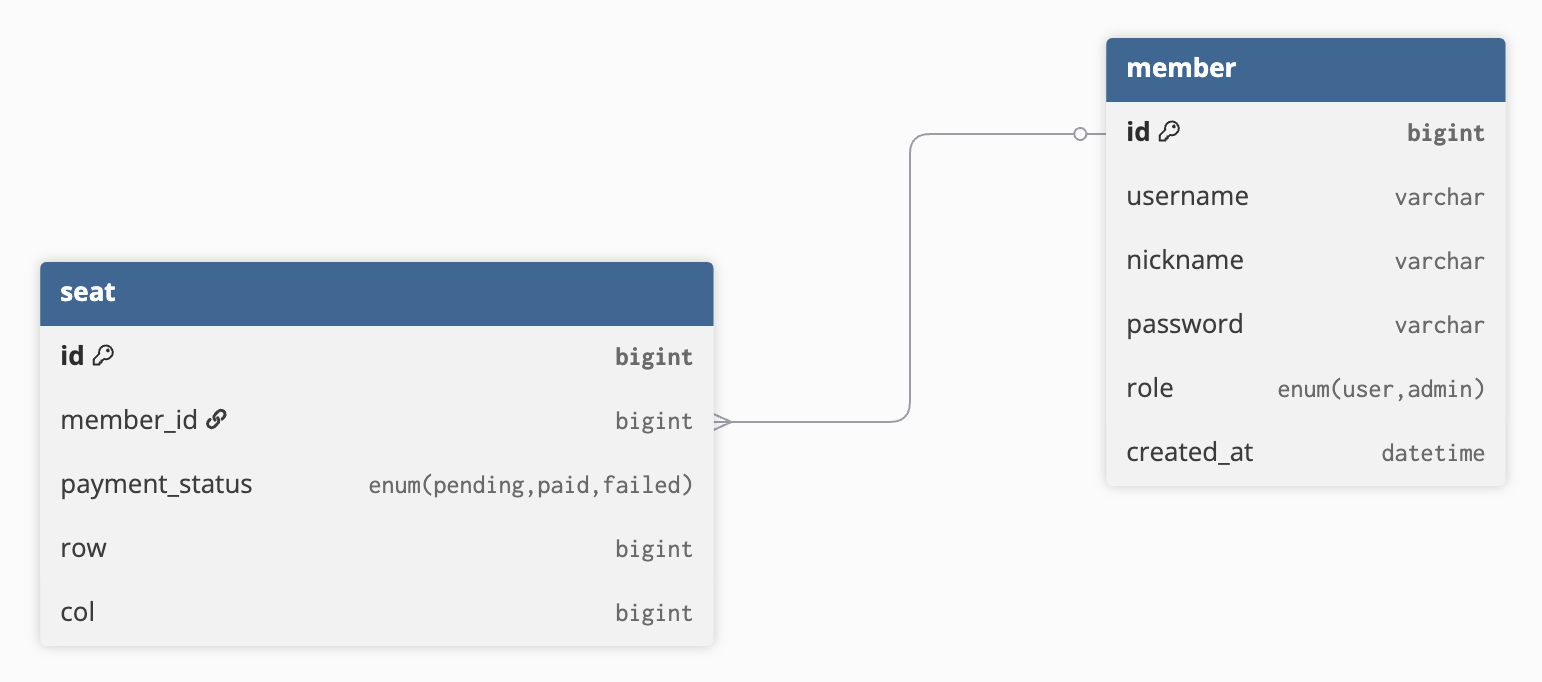 member
id bigint
username varchar
nickname varchar
password varchar
role enum(user,admin)
created_at datetime
seat
id bigint
member_id bigint
payment_status enum(pending,paid,failed)
row bigint
col bigint